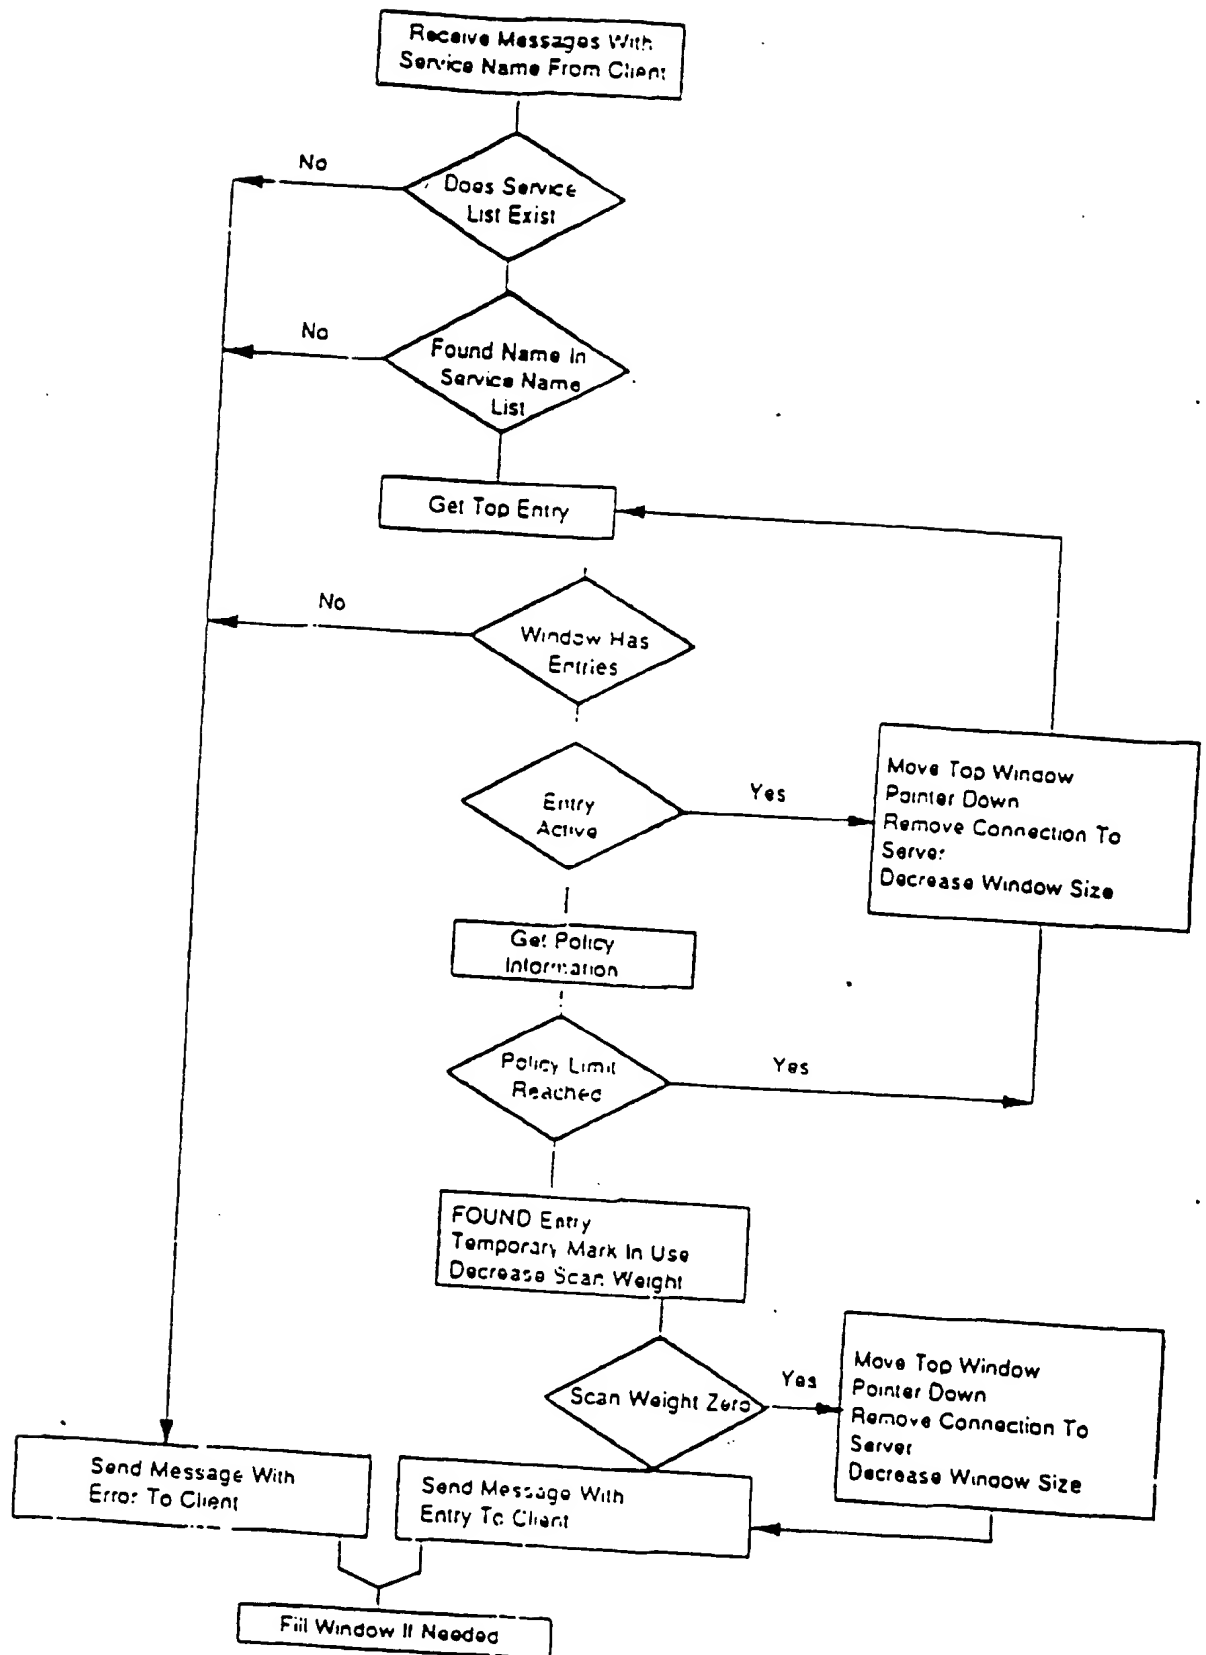 Receive Messages With
Service Name From Client
No
Does Service
List Exist
No
Found Name In
Service Name
List
Get Top Entry
No
Window Has
Entries
Entry
Active
Yes
Move Top Window
Pointer Down
Remove Connection To
Server
Decrease Window Size
Get Policy
Information
Policy Limit
Reached
Yes
FOUND Entry
Temporary Mark In Use
Decrease Scan Weight
Scan Weight Zero
Yes
Move Top Window
Pointer Down
Remove Connection To
Server
Decrease Window Size
Send Message With
Error To Client
Send Message With
Entry To Client
Fill Window If Needed